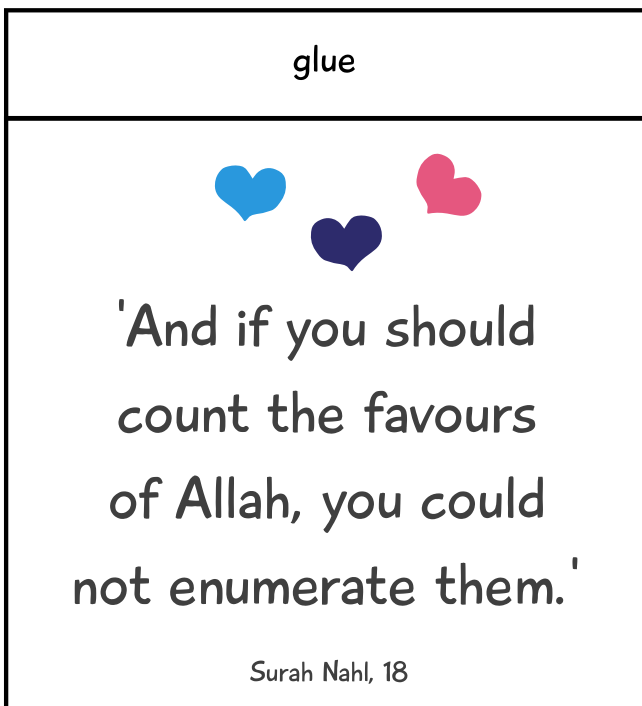 glue
'And if you should
count the favours
of Allah, you could
not enumerate them.'
Surah Nahl, 18